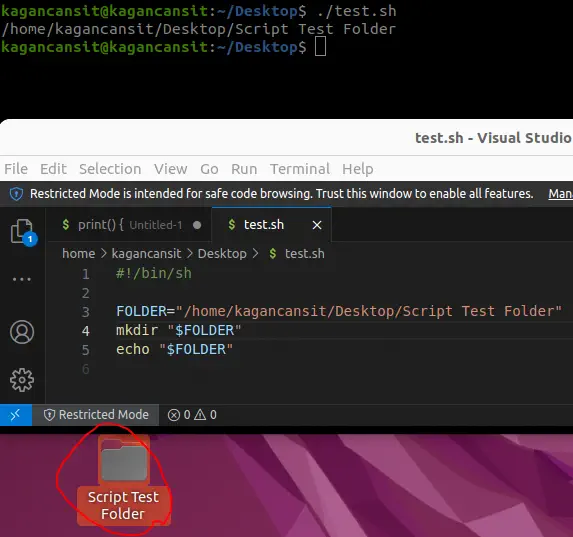 kagancansit@kagancansit:~/Desktop$ ./test.sh
/home/kagancansit/Desktop/Script Test Folder
kagancansit@kagancansit:~/Desktop$
test.sh - Visual Studio
File Edit Selection View Go Run Terminal Help
Restricted Mode is intended for safe code browsing. Trust this window to enable all features. Mana
$ print() { Untitled-1 ● $ test.sh ×
home > kagancansit > Desktop > $ test.sh
1 #!/bin/sh
2
3 FOLDER="/home/kagancansit/Desktop/Script Test Folder"
4 mkdir "$FOLDER"
5 echo "$FOLDER"
6
1
Restricted Mode 0 0
Script Test
Folder